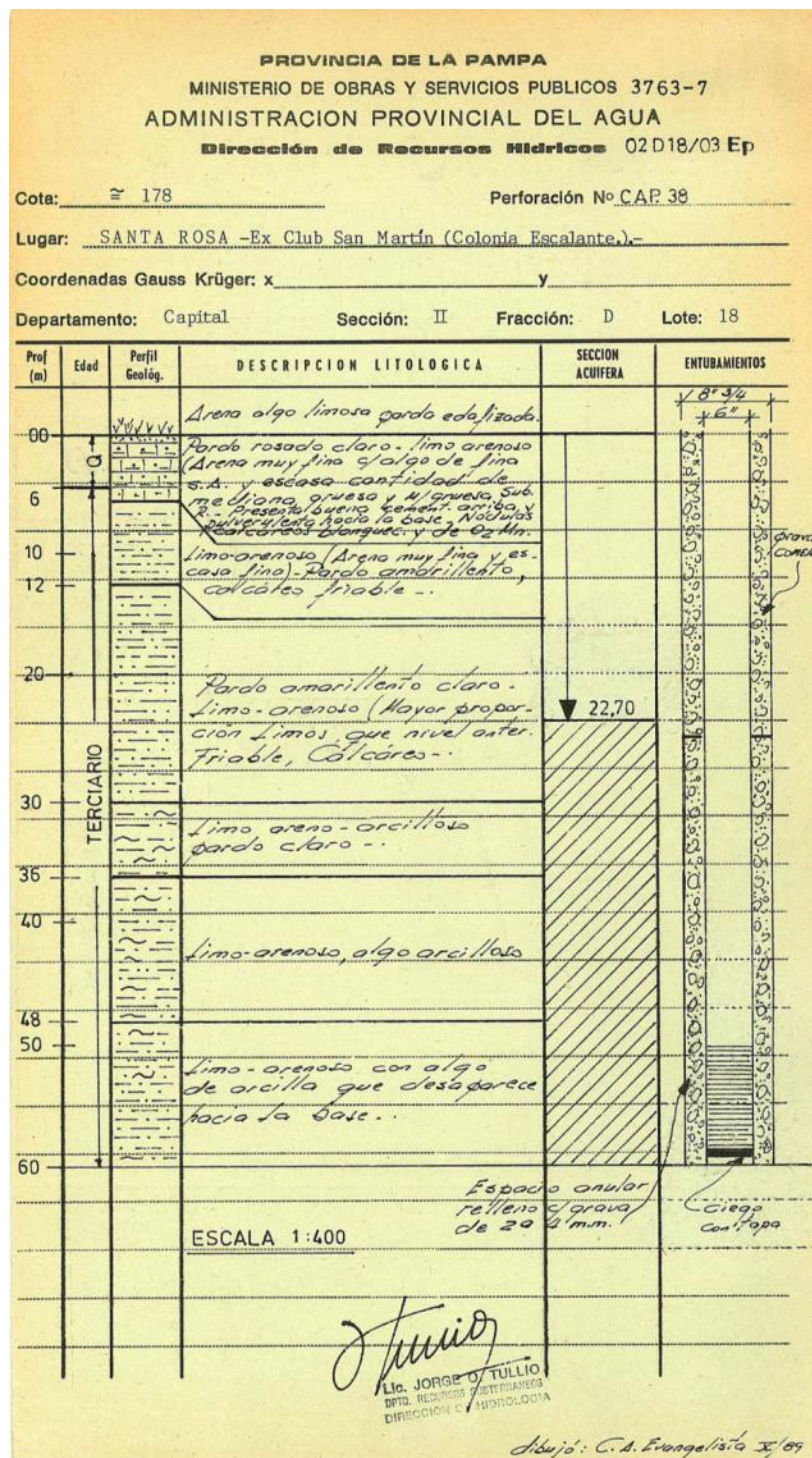 PROVINCIA DE LA PAMPA
MINISTERIO DE OBRAS Y SERVICIOS PUBLICOS 3763-7
ADMINISTRACION PROVINCIAL DEL AGUA
Dirección de Recursos Hídricos 02D18/03 Ep
Cota: ≅ 178 Perforación Nº CAP. 38
Lugar: SANTA ROSA -Ex Club San Martín (Colonia Escalante.).-
Coordenadas Gauss Krüger: x y
Departamento: Capital Sección: II Fracción: D Lote: 18
Prof (m) Edad Perfil Geológ. DESCRIPCION LITOLOGICA SECCION ACUIFERA ENTUBAMIENTOS
8" 3/4
6"
Arena algo limosa parda edafizada.
00
Q
Pardo rosado claro - limo arenoso
(Arena muy fina c/algo de fina
s.A. y escasa cantidad de
mediana, gruesa y M/gruesa, Sub.
R.- Presenta buena cement. arriba y
pulverulenta hacia la base. Nódulos
calcáreos blanquec. y de O2 Mn.
6
10
12
Limo-arenoso (Arena muy fina y es-
casa fina)-Pardo amarillento,
calcáreo friable -.
grava
20
Pardo amarillento claro -
Limo-arenoso (Mayor propor-
ción Limos, que nivel anter.
Friable, Calcáreo-.
22,70
TERCIARIO
30
Limo areno-arcilloso
pardo claro -.
36
40
Limo-arenoso, algo arcilloso
48
50
Limo-arenoso con algo
de arcilla que desaparece
hacia la base -.
60
Espacio anular
relleno c/grava
de 2 a 4 m.m.
Ciego
con tapa
ESCALA 1:400
Lic. JORGE O. TULLIO
DPTO. RECURSOS SUBTERRANEOS
DIRECCION DE HIDROLOGIA
dibujó: C. A. Evangelista X/89